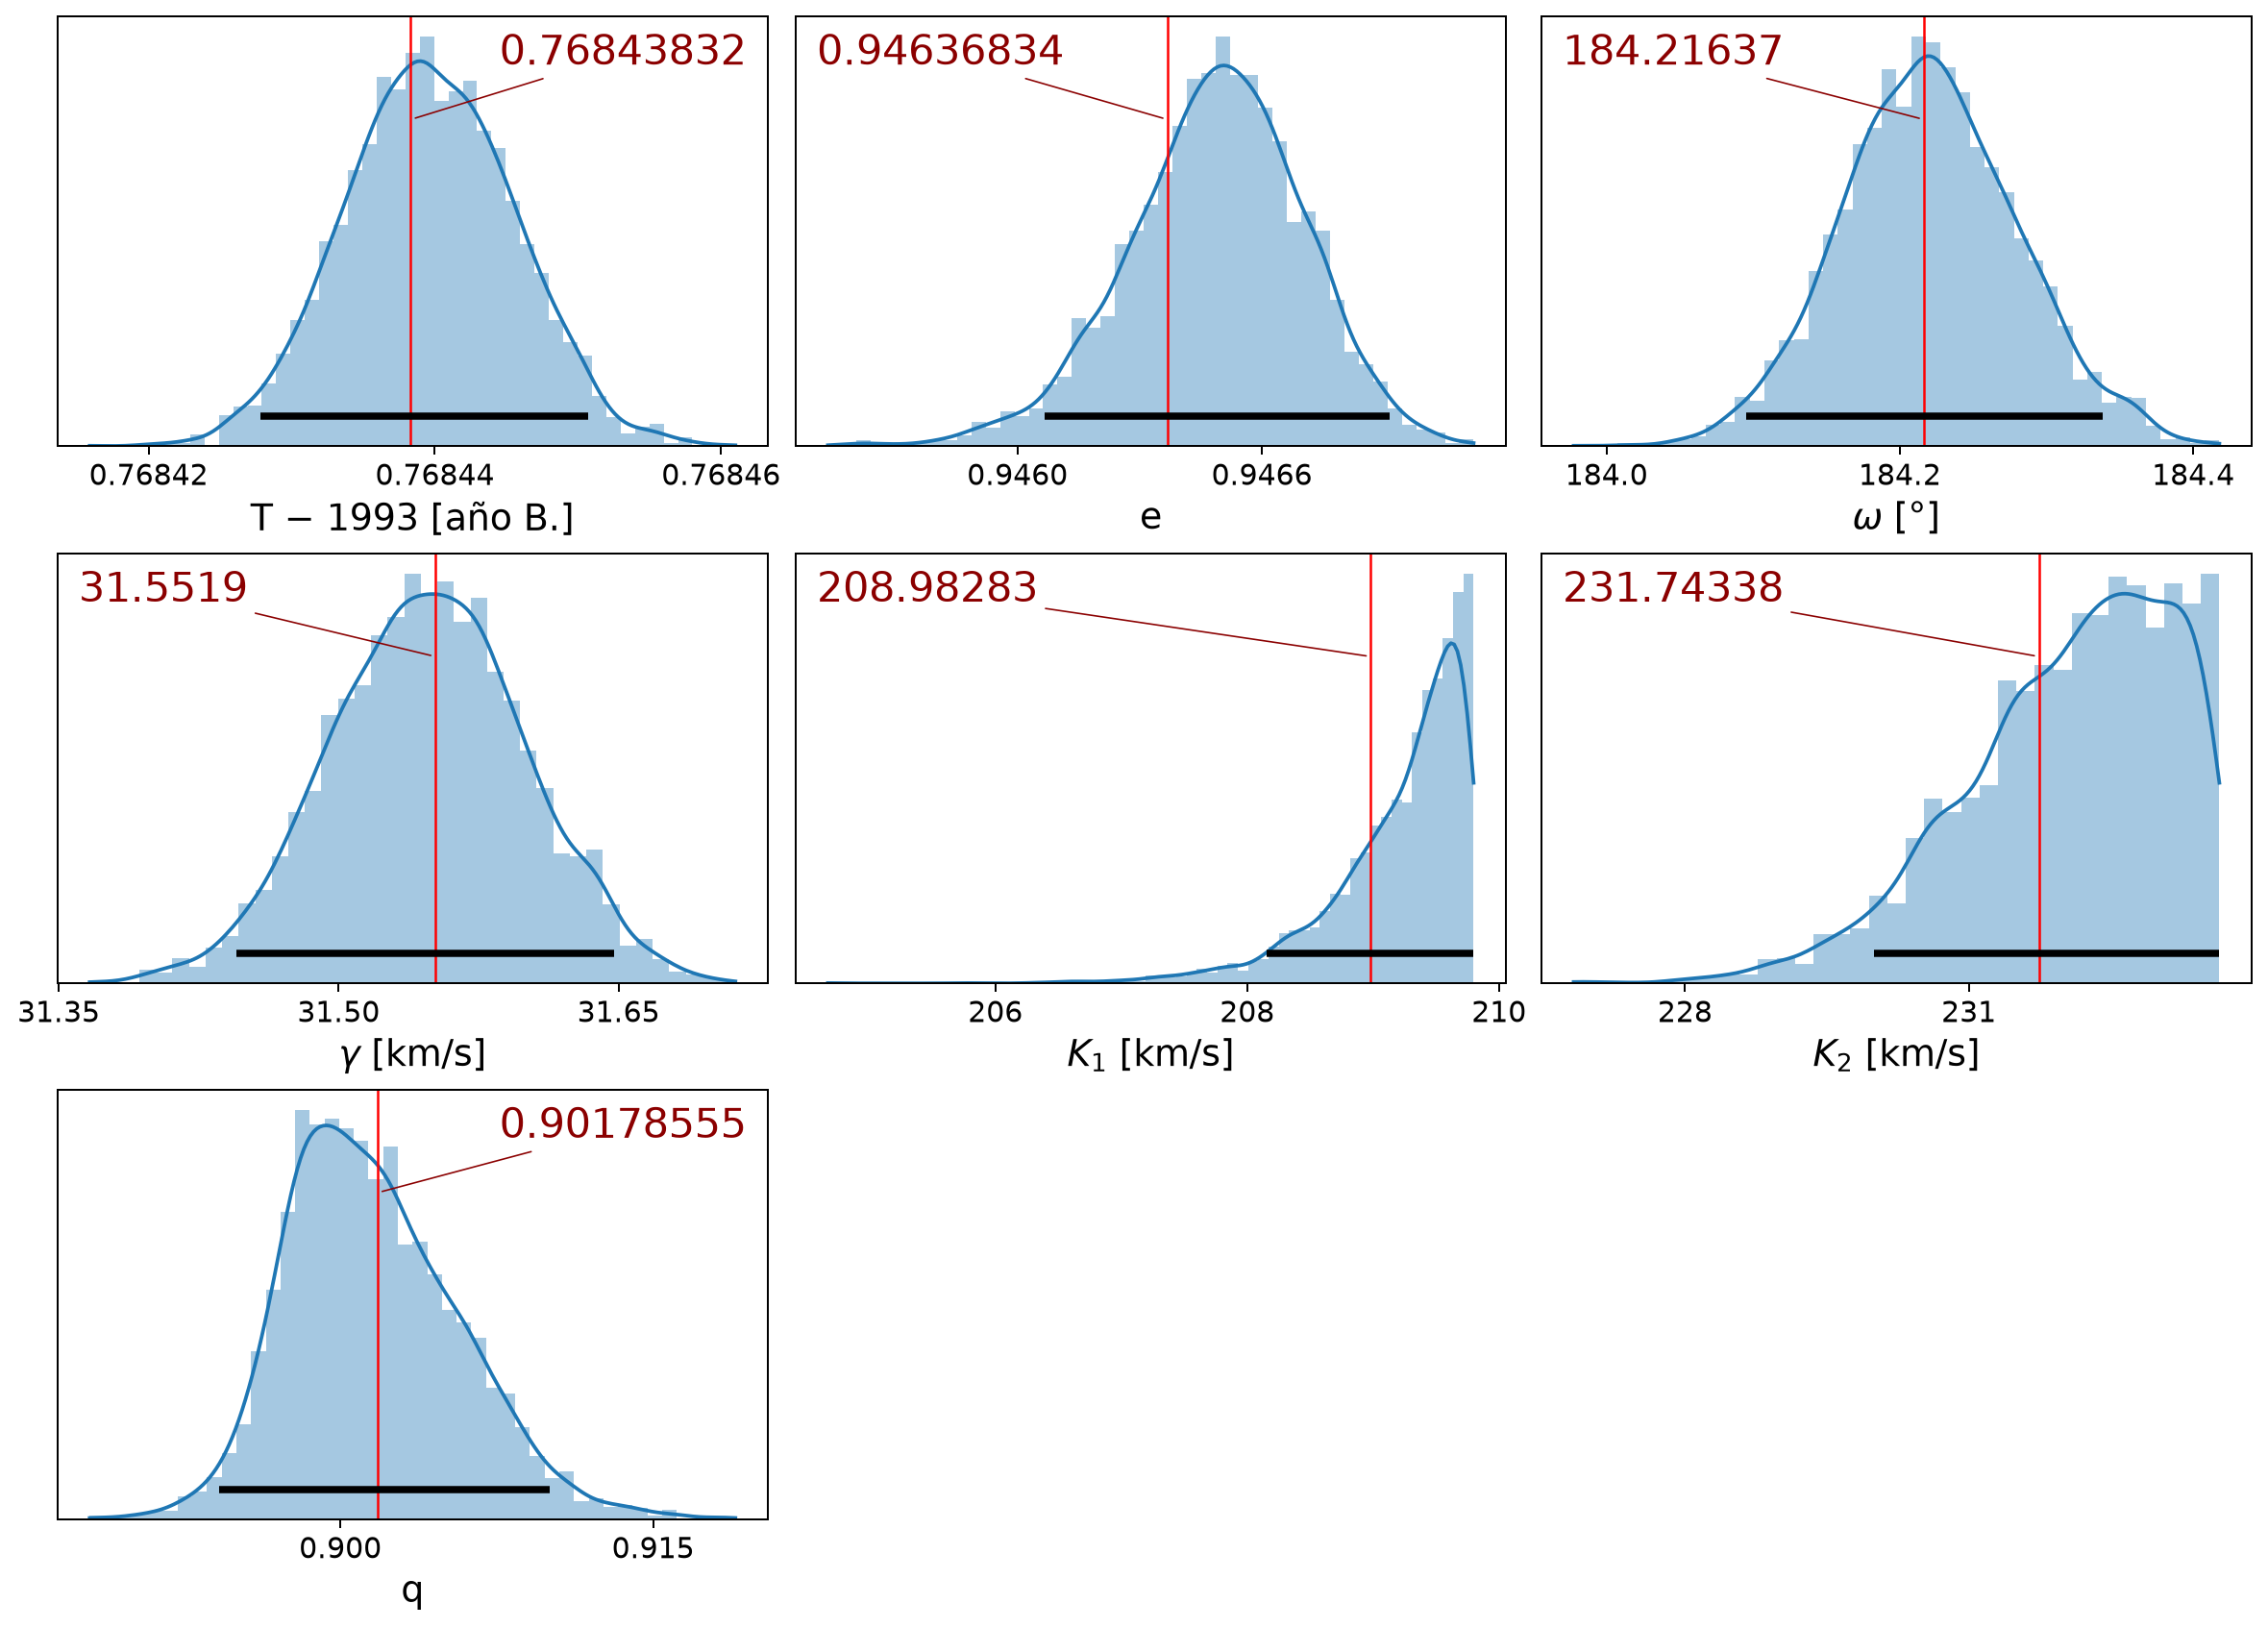 0.76843832
0.76842 0.76844 0.76846
T − 1993 [año B.]
0.94636834
0.9460 0.9466
e
184.21637
184.0 184.2 184.4
ω [°]
31.5519
31.35 31.50 31.65
γ [km/s]
208.98283
206 208 210
K₁ [km/s]
231.74338
228 231
K₂ [km/s]
0.90178555
0.900 0.915
q